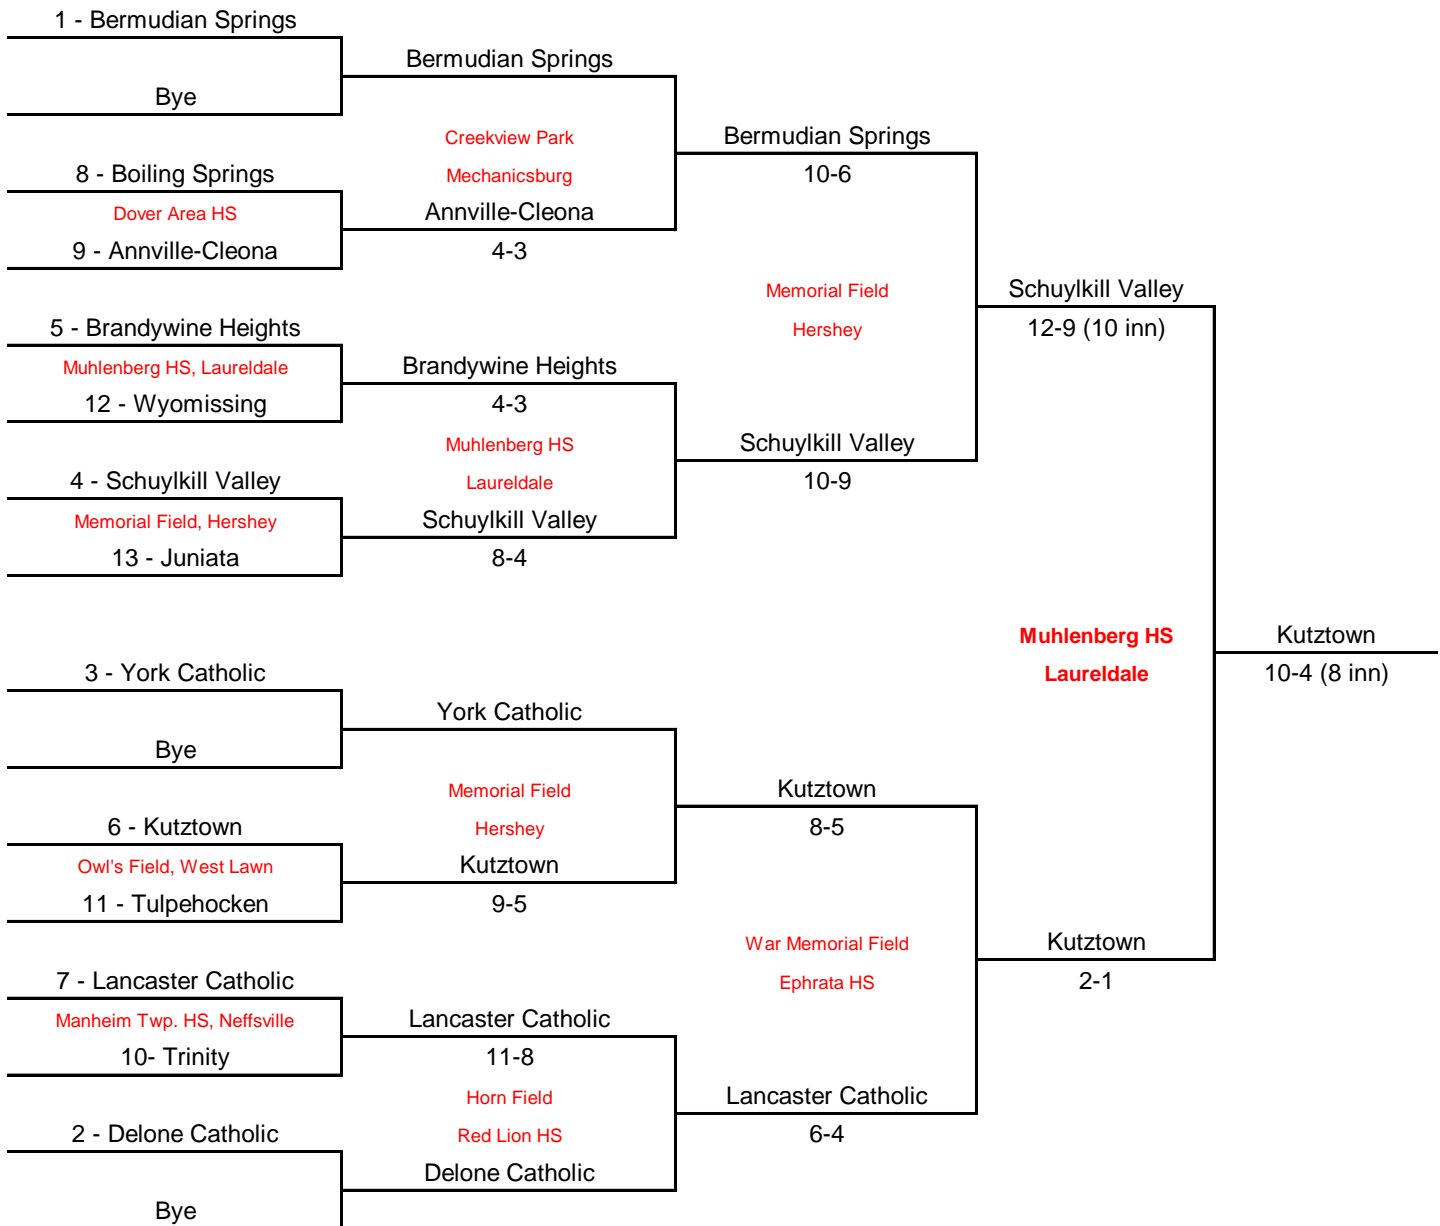 1 - Bermudian Springs
Bermudian Springs
Bye
Creekview Park
Bermudian Springs
8 - Boiling Springs
Mechanicsburg
10-6
Dover Area HS
Annville-Cleona
9 - Annville-Cleona
4-3
Memorial Field
Schuylkill Valley
5 - Brandywine Heights
Hershey
12-9 (10 inn)
Muhlenberg HS, Laureldale
Brandywine Heights
12 - Wyomissing
4-3
Muhlenberg HS
Schuylkill Valley
4 - Schuylkill Valley
Laureldale
10-9
Memorial Field, Hershey
Schuylkill Valley
13 - Juniata
8-4
Muhlenberg HS
Kutztown
3 - York Catholic
Laureldale
10-4 (8 inn)
York Catholic
Bye
Memorial Field
Kutztown
6 - Kutztown
Hershey
8-5
Owl's Field, West Lawn
Kutztown
11 - Tulpehocken
9-5
War Memorial Field
Kutztown
7 - Lancaster Catholic
Ephrata HS
2-1
Manheim Twp. HS, Neffsville
Lancaster Catholic
10- Trinity
11-8
Horn Field
Lancaster Catholic
2 - Delone Catholic
Red Lion HS
6-4
Delone Catholic
Bye